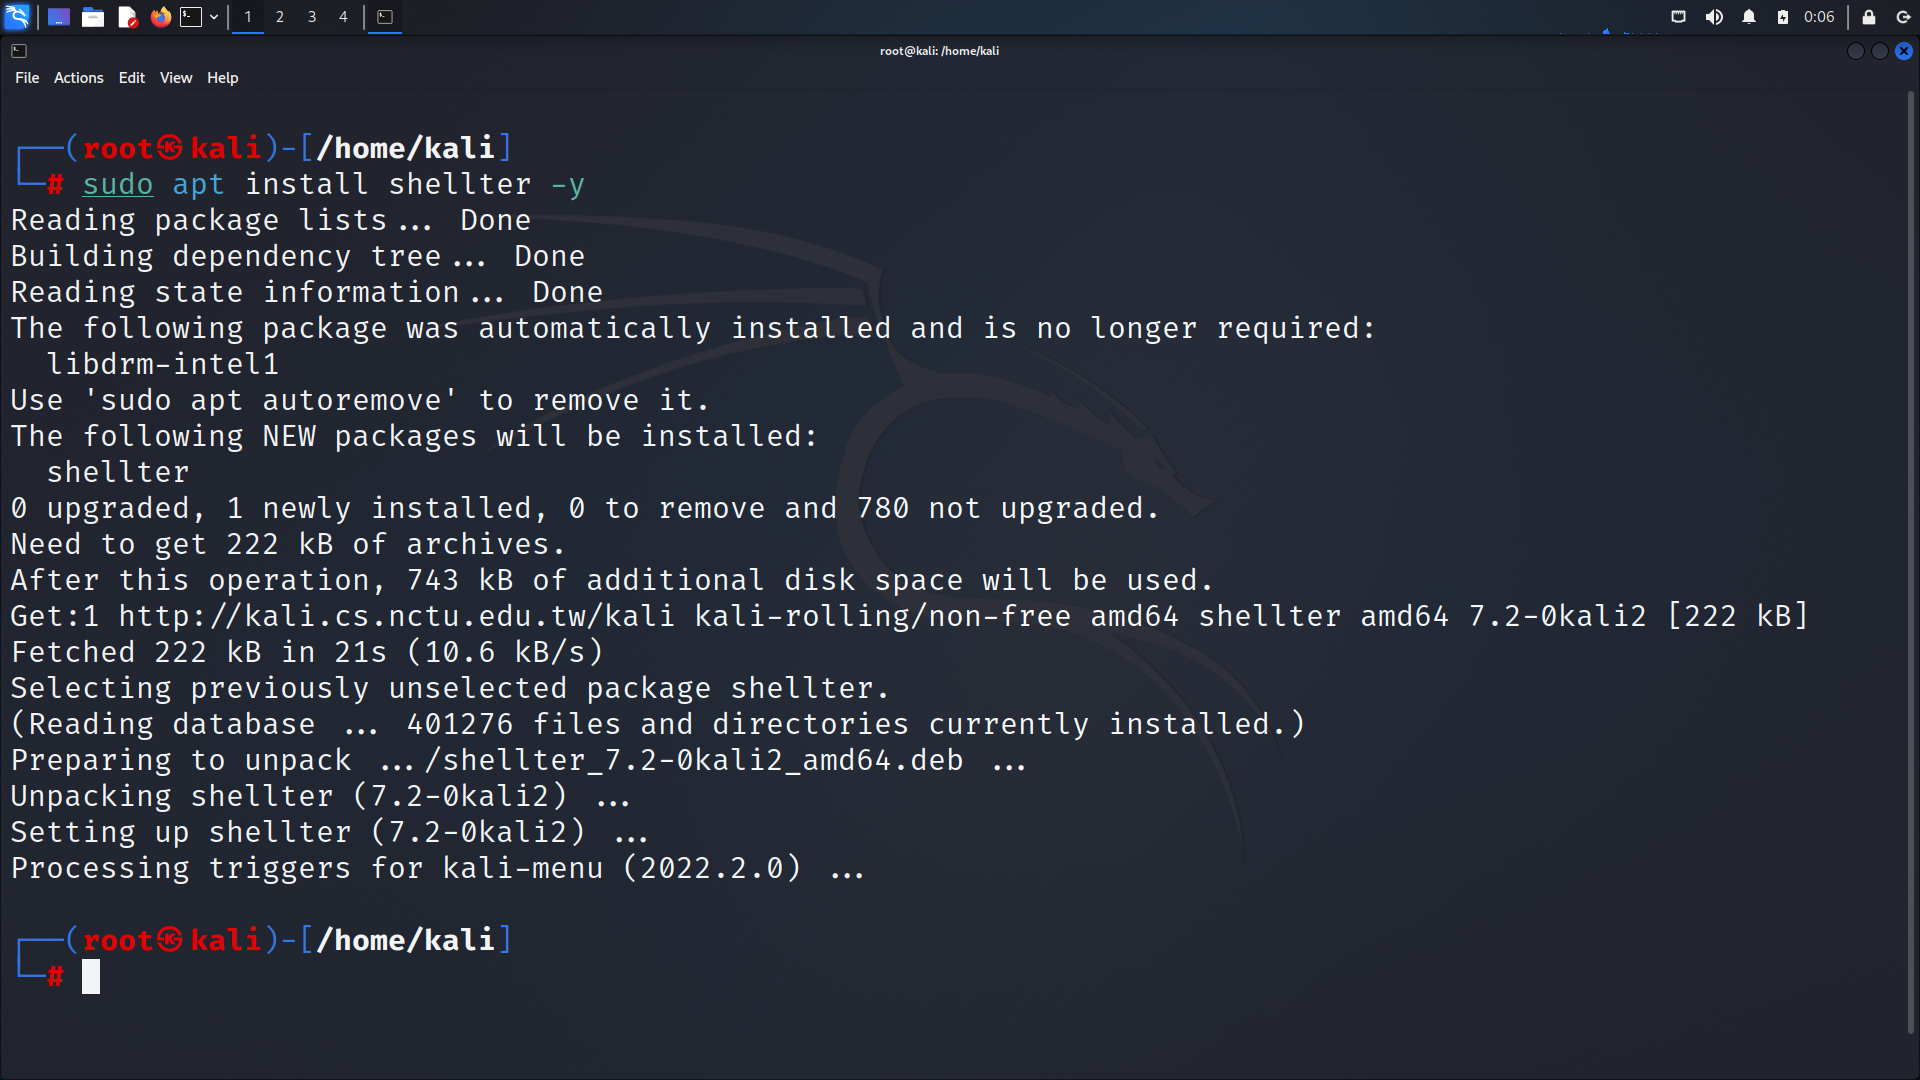 1 2 3 4 0:06
root@kali: /home/kali
File Actions Edit View Help
┌──(root㉿kali)-[/home/kali]
└─# sudo apt install shellter -y
Reading package lists... Done
Building dependency tree... Done
Reading state information... Done
The following package was automatically installed and is no longer required:
  libdrm-intel1
Use 'sudo apt autoremove' to remove it.
The following NEW packages will be installed:
  shellter
0 upgraded, 1 newly installed, 0 to remove and 780 not upgraded.
Need to get 222 kB of archives.
After this operation, 743 kB of additional disk space will be used.
Get:1 http://kali.cs.nctu.edu.tw/kali kali-rolling/non-free amd64 shellter amd64 7.2-0kali2 [222 kB]
Fetched 222 kB in 21s (10.6 kB/s)
Selecting previously unselected package shellter.
(Reading database ... 401276 files and directories currently installed.)
Preparing to unpack .../shellter_7.2-0kali2_amd64.deb ...
Unpacking shellter (7.2-0kali2) ...
Setting up shellter (7.2-0kali2) ...
Processing triggers for kali-menu (2022.2.0) ...
┌──(root㉿kali)-[/home/kali]
└─#